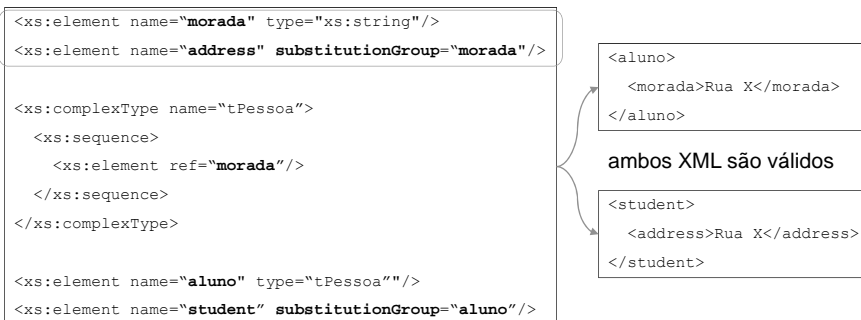 <xs:element name=“morada" type="xs:string"/>
<xs:element name=“address" substitutionGroup=“morada"/>
<xs:complexType name=“tPessoa”>
<xs:sequence>
<xs:element ref=“morada”/>
</xs:sequence>
</xs:complexType>
<xs:element name=“aluno" type=“tPessoa”"/>
<xs:element name=“student” substitutionGroup=“aluno”/>
<aluno>
<morada>Rua X</morada>
</aluno>
ambos XML são válidos
<student>
<address>Rua X</address>
</student>